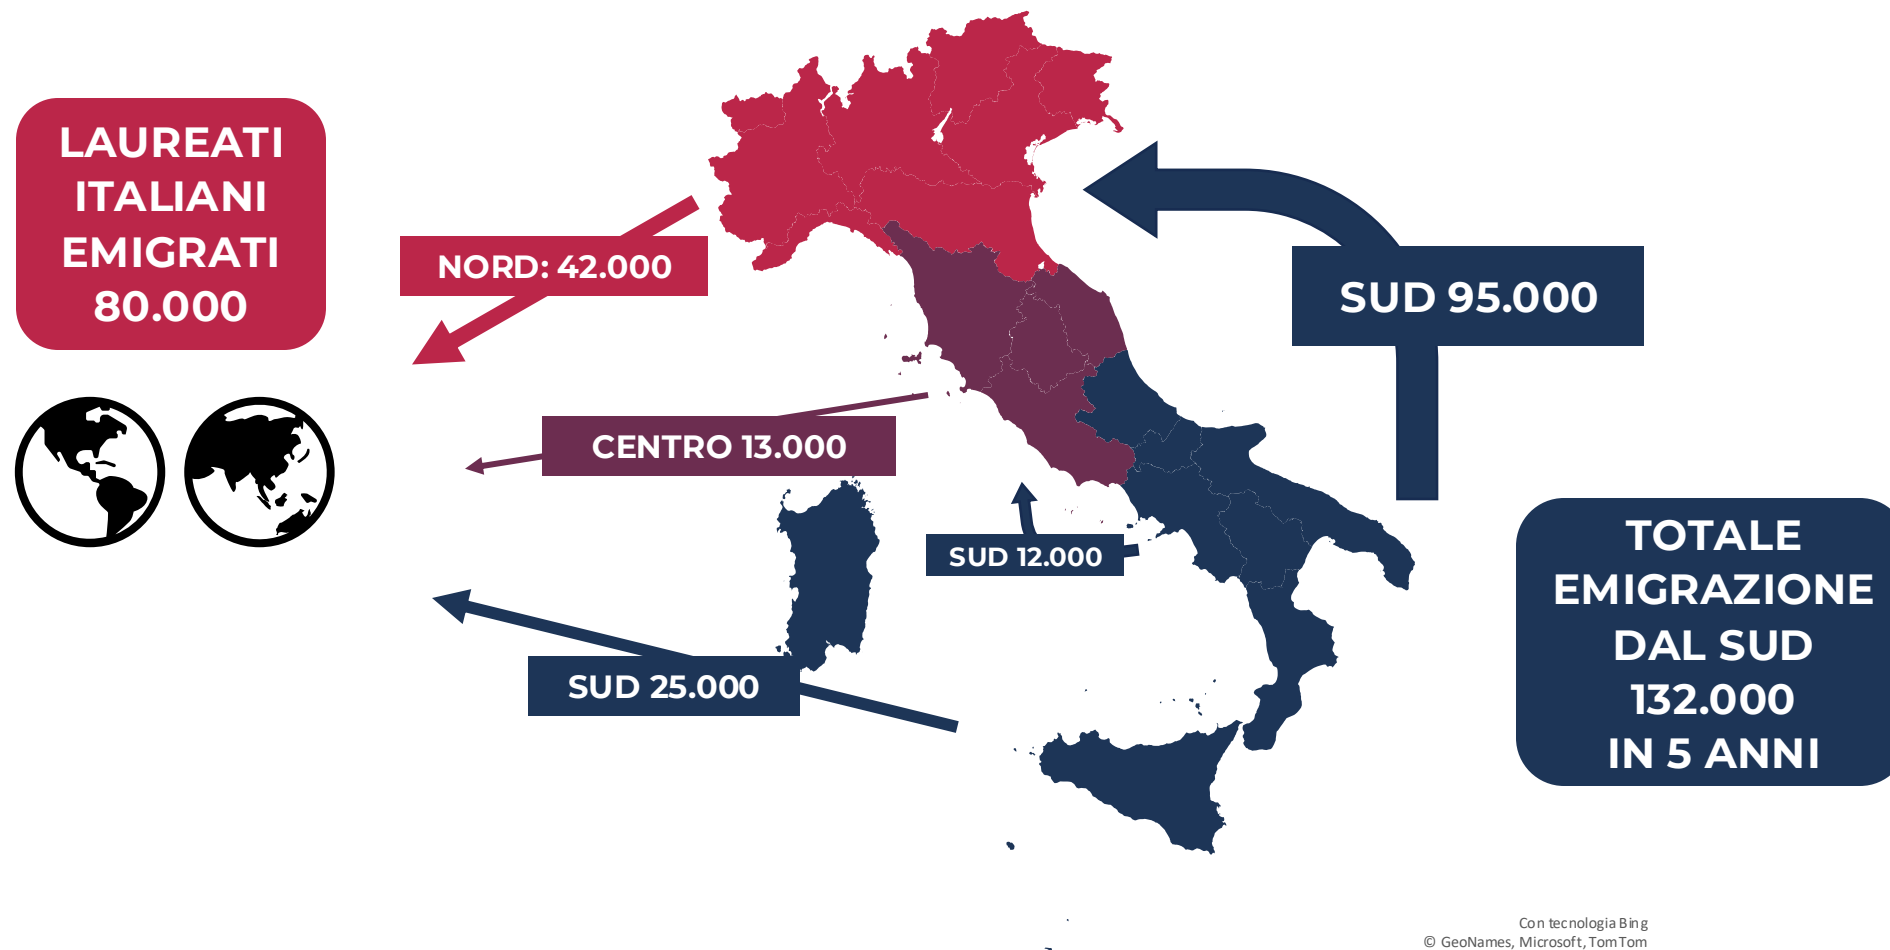 LAUREATI
ITALIANI
EMIGRATI
80.000
NORD: 42.000
SUD 95.000
CENTRO 13.000
SUD 12.000
SUD 25.000
TOTALE
EMIGRAZIONE
DAL SUD
132.000
IN 5 ANNI
Con tecnologia Bing
© GeoNames, Microsoft, TomTom